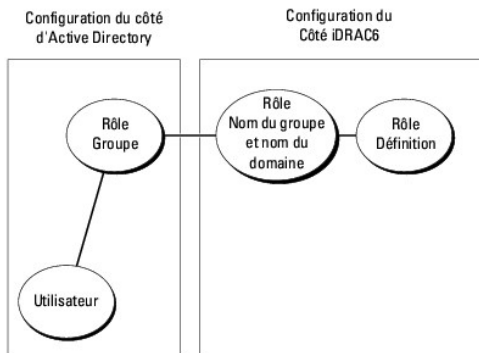 Configuration du côté
d'Active Directory
Configuration du
Côté iDRAC6
Rôle
Groupe
Rôle
Nom du groupe
et nom du
domaine
Rôle
Définition
Utilisateur